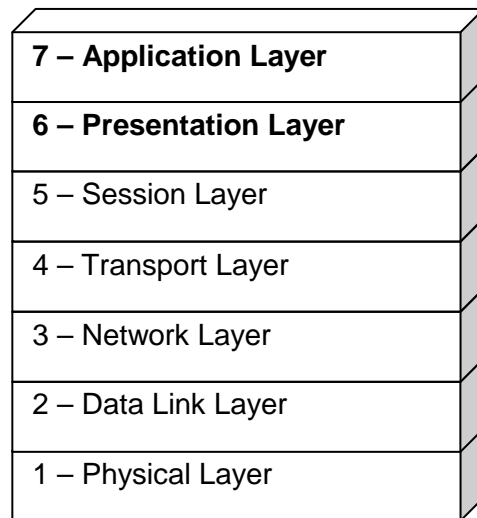 7 – Application Layer
6 – Presentation Layer
5 – Session Layer
4 – Transport Layer
3 – Network Layer
2 – Data Link Layer
1 – Physical Layer